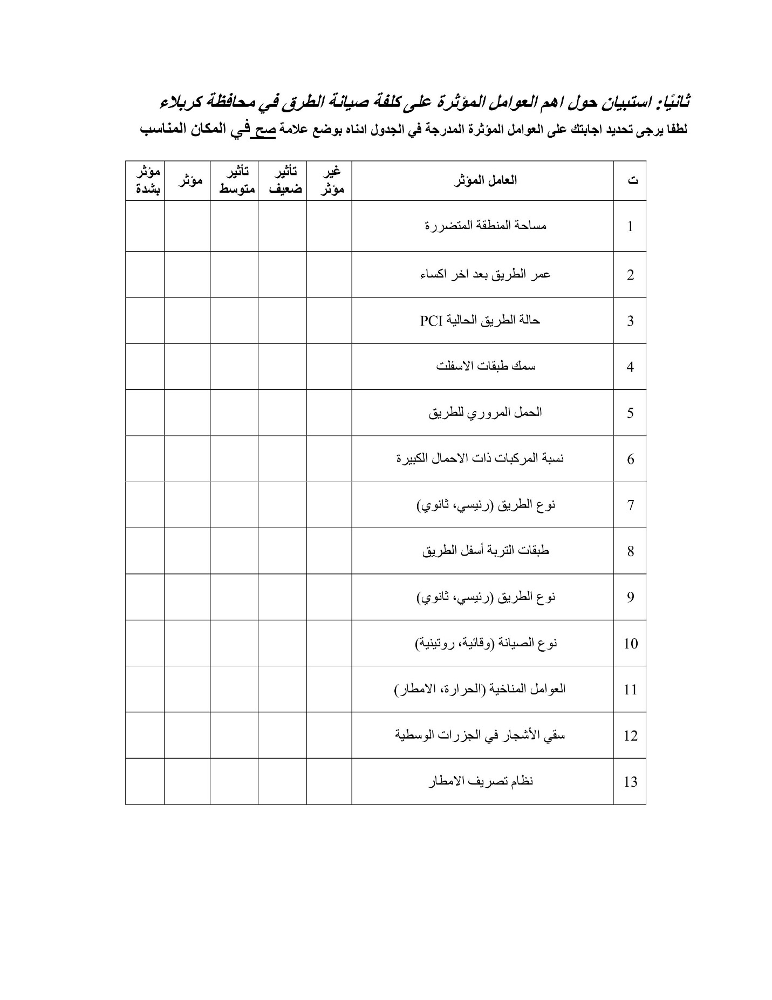 ثانيًا: استبيان حول اهم العوامل المؤثرة على كلفة صيانة الطرق في محافظة كربلاء
لطفا يرجى تحديد اجابتك على العوامل المؤثرة المدرجة في الجدول ادناه بوضع علامة صح في المكان المناسب
ت العامل المؤثر غير مؤثر تأثير ضعيف تأثير متوسط مؤثر مؤثر بشدة
1 مساحة المنطقة المتضررة
2 عمر الطريق بعد اخر اكساء
3 حالة الطريق الحالية PCI
4 سمك طبقات الاسفلت
5 الحمل المروري للطريق
6 نسبة المركبات ذات الاحمال الكبيرة
7 نوع الطريق (رئيسي، ثانوي)
8 طبقات التربة أسفل الطريق
9 نوع الطريق (رئيسي، ثانوي)
10 نوع الصيانة (وقائية، روتينية)
11 العوامل المناخية (الحرارة، الامطار)
12 سقي الأشجار في الجزرات الوسطية
13 نظام تصريف الامطار